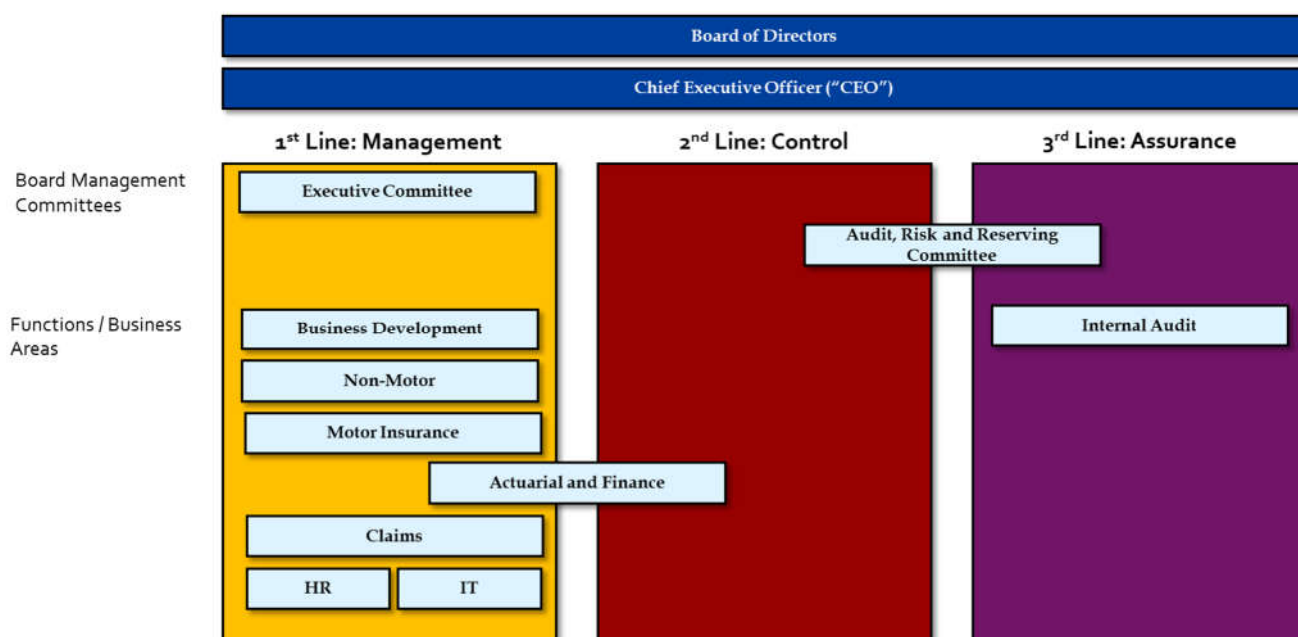 Board of Directors
Chief Executive Officer (“CEO”)
1st Line: Management
2nd Line: Control
3rd Line: Assurance
Board Management
Committees
Executive Committee
Audit, Risk and Reserving
Committee
Functions / Business
Areas
Business Development
Internal Audit
Non-Motor
Motor Insurance
Actuarial and Finance
Claims
HR
IT